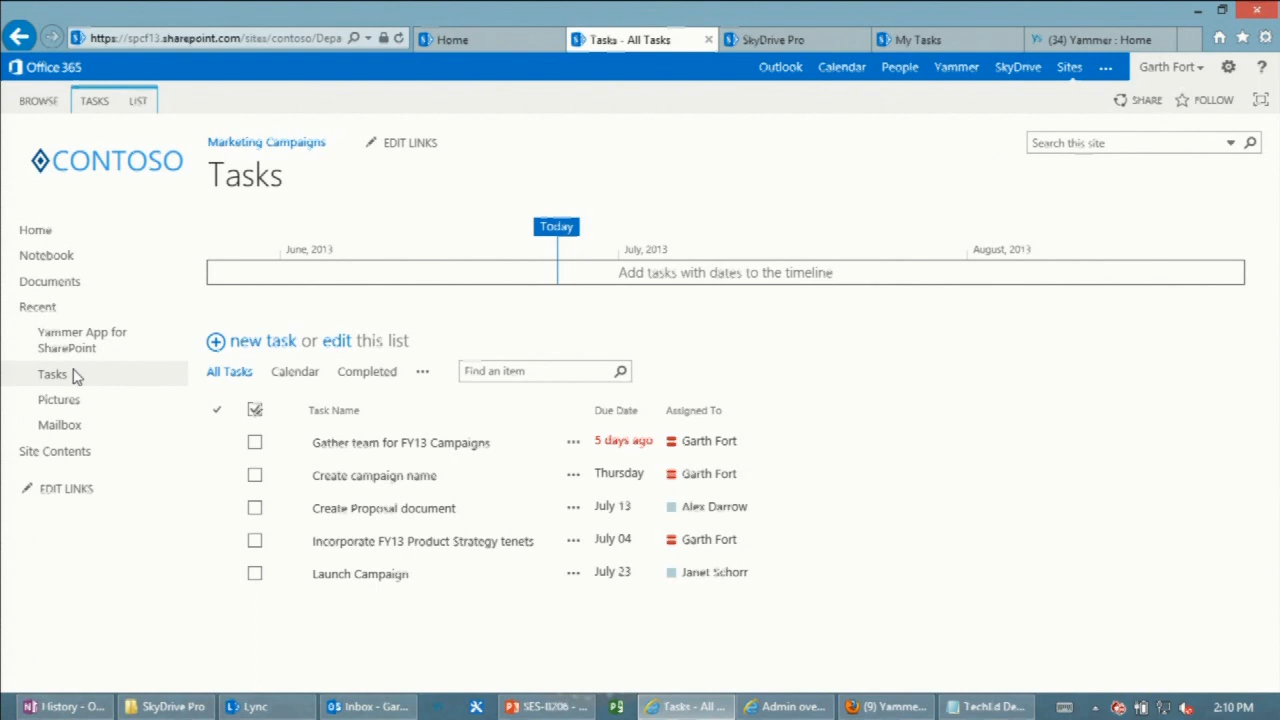 https://spcf13.sharepoint.com/sites/contoso/Depa
Home
Tasks - All Tasks
SkyDrive Pro
My Tasks
(34) Yammer : Home
Office 365
Outlook Calendar People Yammer SkyDrive Sites ... Garth Fort ?
BROWSE TASKS LIST
SHARE FOLLOW
CONTOSO
Marketing Campaigns EDIT LINKS
Search this site
Tasks
Home
Notebook
Documents
Recent
Yammer App for
SharePoint
Tasks
Pictures
Mailbox
Site Contents
EDIT LINKS
Today
June, 2013 July, 2013 August, 2013
Add tasks with dates to the timeline
new task or edit this list
All Tasks Calendar Completed ... Find an item
Task Name Due Date Assigned To
Gather team for FY13 Campaigns ... 5 days ago Garth Fort
Create campaign name ... Thursday Garth Fort
Create Proposal document ... July 13 Alex Darrow
Incorporate FY13 Product Strategy tenets ... July 04 Garth Fort
Launch Campaign ... July 23 Janet Schorr
History - O...
SkyDrive Pro
Lync
Inbox - Gar...
SES-B206 - ...
Tasks - All ...
Admin ove...
(9) Yamme...
TechEd De...
2:10 PM